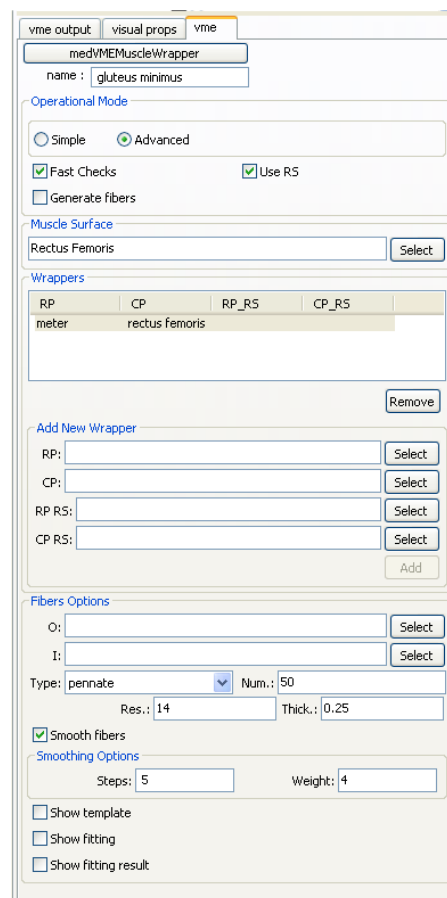 vme output visual props vme
medVMEMuscleWrapper
name : gluteus minimus
Operational Mode
Simple Advanced
Fast Checks Use RS
Generate fibers
Muscle Surface
Rectus Femoris Select
Wrappers
RP CP RP_RS CP_RS
meter rectus femoris
Remove
Add New Wrapper
RP: Select
CP: Select
RP RS: Select
CP RS: Select
Add
Fibers Options
O: Select
I: Select
Type: pennate Num.: 50
Res.: 14 Thick.: 0.25
Smooth fibers
Smoothing Options
Steps: 5 Weight: 4
Show template
Show fitting
Show fitting result